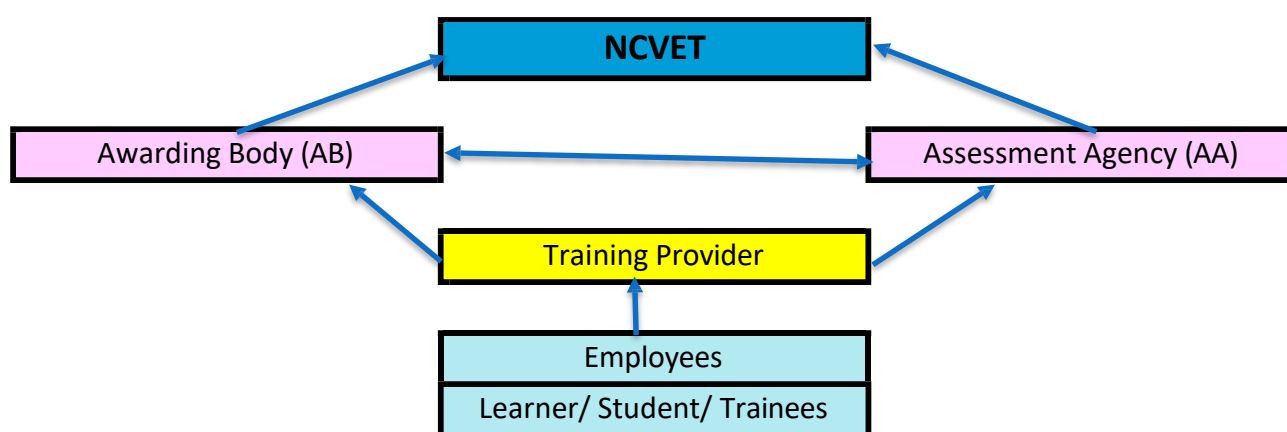 NCVET
Awarding Body (AB)
Assessment Agency (AA)
Training Provider
Employees
Learner/ Student/ Trainees